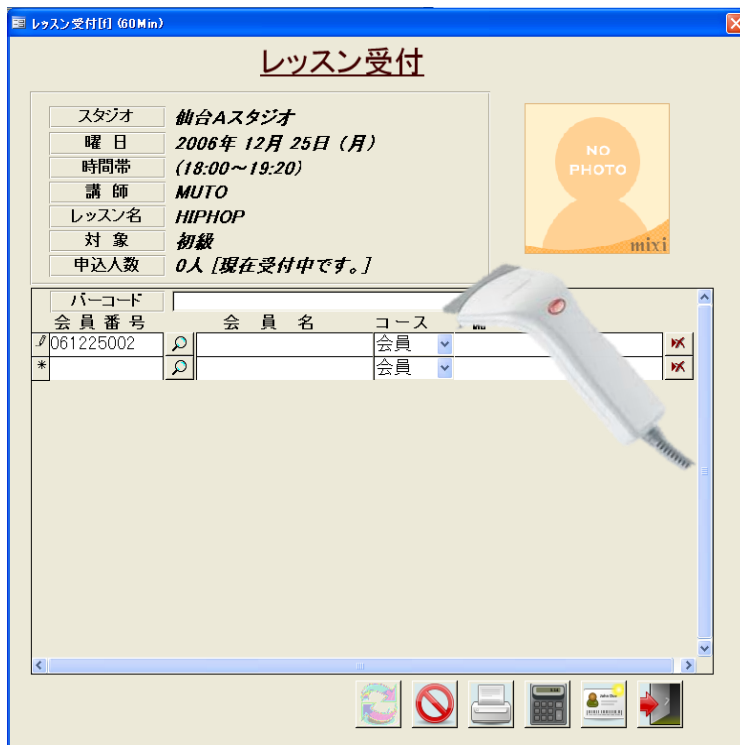 レッスン受付[f] (60Min)
レッスン受付
スタジオ 仙台Aスタジオ
曜 日 2006年 12月 25日 (月)
時間帯 (18:00～19:20)
講 師 MUTO
レッスン名 HIPHOP
対 象 初級
申込人数 0人 [現在受付中です。]
NO
PHOTO
mixi
バーコード
会 員 番 号 会 員 名 コース
061225002 会員
会員